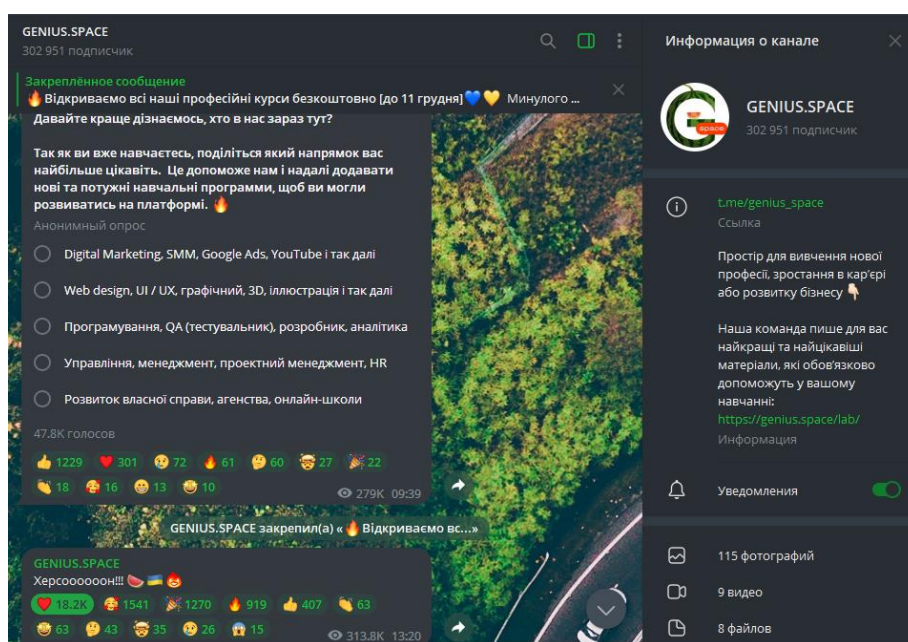 GENIUS.SPACE
302 951 подписчик
Закреплённое сообщение
🔥Відкриваємо всі наші професійні курси безкоштовно [до 11 грудня]💙💛 Минулого ...
Давайте краще дізнаємось, хто в нас зараз тут?
Так як ви вже навчаєтесь, поділіться який напрямок вас
найбільше цікавіть. Це допоможе нам і надалі додавати
нові та потужні навчальні программи, щоб ви могли
розвиватись на платформі. 🔥
Анонимный опрос
Digital Marketing, SMM, Google Ads, YouTube і так далі
Web design, UI / UX, графічний, 3D, іллюстрація і так далі
Програмування, QA (тестувальник), розробник, аналітика
Управління, менеджмент, проектний менеджмент, HR
Розвиток власної справи, агенства, онлайн-школи
47.8K голосов
👍 1229 ❤ 301 😢 72 🔥 61 🤔 60 🤯 27 🎉 22
👏 18 🥰 16 😁 13 🤩 10
279K 09:39
GENIUS.SPACE закрепил(а) «🔥Відкриваємо вс...»
GENIUS.SPACE
Херсоооооон!!! 🍉🇺🇦
❤ 18.2K 🥰 1541 🎉 1270 🔥 919 👍 407 👏 63
🤩 63 🤔 43 🤯 35 😢 26 😱 15
313.8K 13:20
Информация о канале
GENIUS.SPACE
302 951 подписчик
space
t.me/genius_space
Ссылка
Простір для вивчення нової
професії, зростання в кар'єрі
або розвитку бізнесу 👇🏻
Наша команда пише для вас
найкращі та найцікавіші
матеріали, які обов'язково
допоможуть у вашому
навчанні:
https://genius.space/lab/
Информация
Уведомления
115 фотографий
9 видео
8 файлов